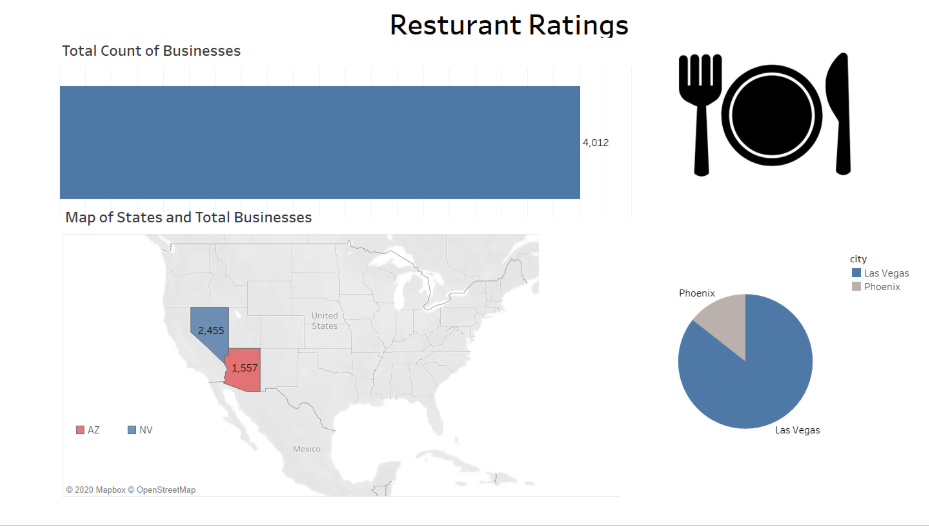 Resturant Ratings
Total Count of Businesses
4,012
Map of States and Total Businesses
United
States
2,455
1,557
AZ
NV
Mexico
© 2020 Mapbox © OpenStreetMap
city
Las Vegas
Phoenix
Phoenix
Las Vegas